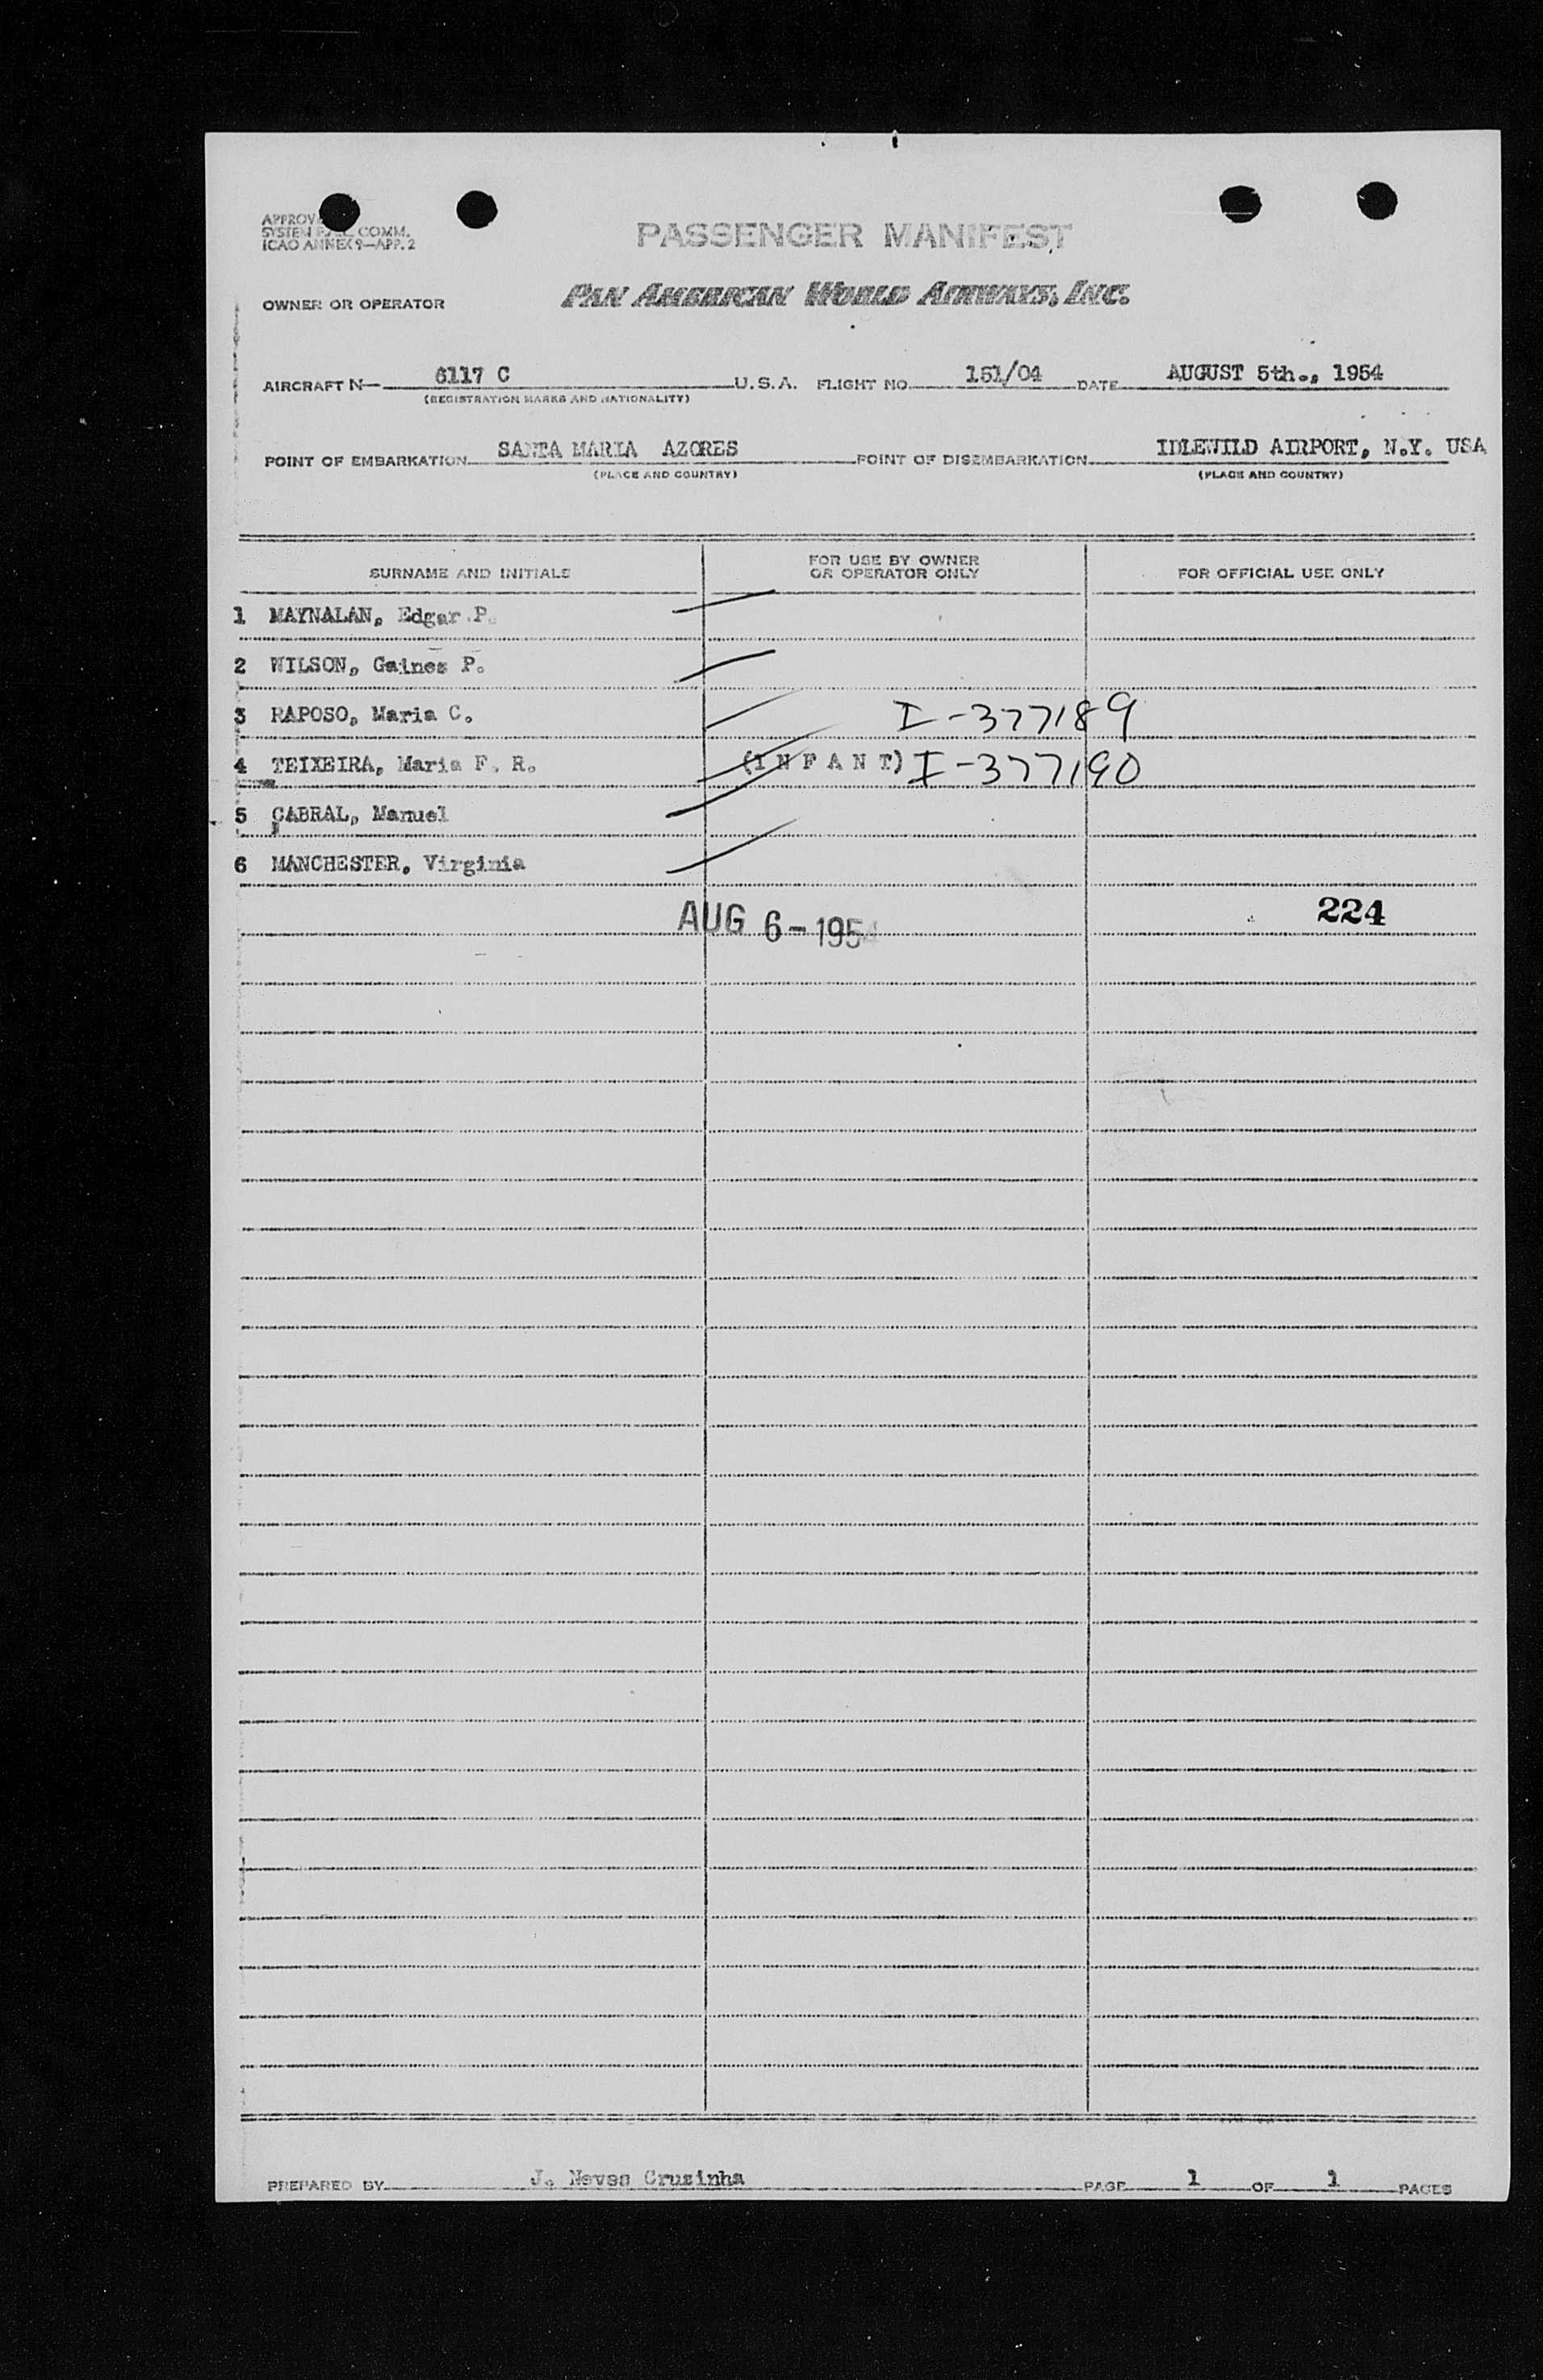 APPROV
SYSTEM COMM.
ICAO ANNEX 9—APP. 2
PASSENGER MANIFEST
OWNER OR OPERATOR PAN AMERICAN WORLD AIRWAYS, INC.
AIRCRAFT N— 6117 C U.S.A. FLIGHT NO. 151/04 DATE AUGUST 5th., 1954
(REGISTRATION MARKS AND NATIONALITY)
POINT OF EMBARKATION SANTA MARIA AZORES POINT OF DISEMBARKATION IDLEWILD AIRPORT, N.Y. USA
(PLACE AND COUNTRY) (PLACE AND COUNTRY)
SURNAME AND INITIALS FOR USE BY OWNER OR OPERATOR ONLY FOR OFFICIAL USE ONLY
1 MAYNALAN, Edgar P.
2 WILSON, Gaines P.
3 RAPOSO, Maria C. I-377189
4 TEIXEIRA, Maria F. R. (I N F A N T) I-377190
5 CABRAL, Manuel
6 MANCHESTER, Virginia
AUG 6-1954 224
PREPARED BY J. Neves Cruzinha PAGE 1 OF 1 PAGES